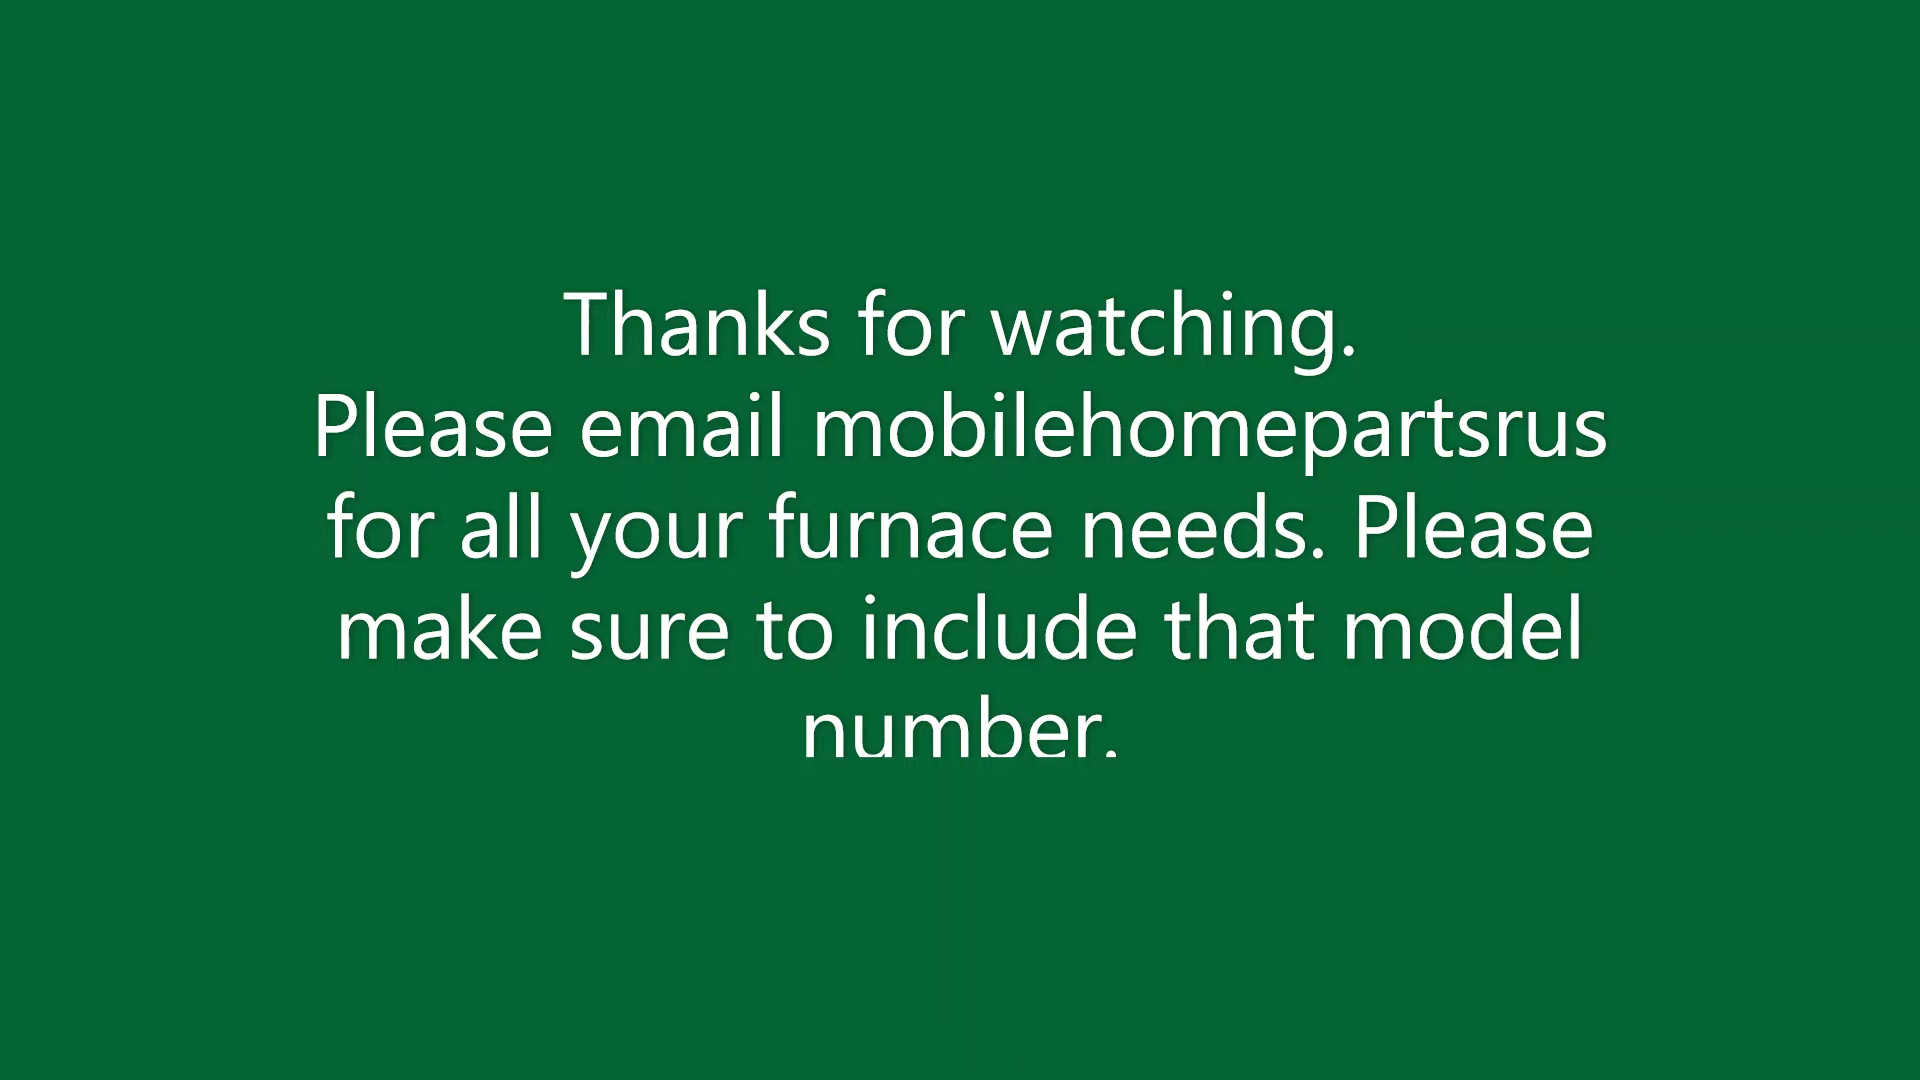 Thanks for watching.
Please email mobilehomepartsrus
for all your furnace needs. Please
make sure to include that model
number.